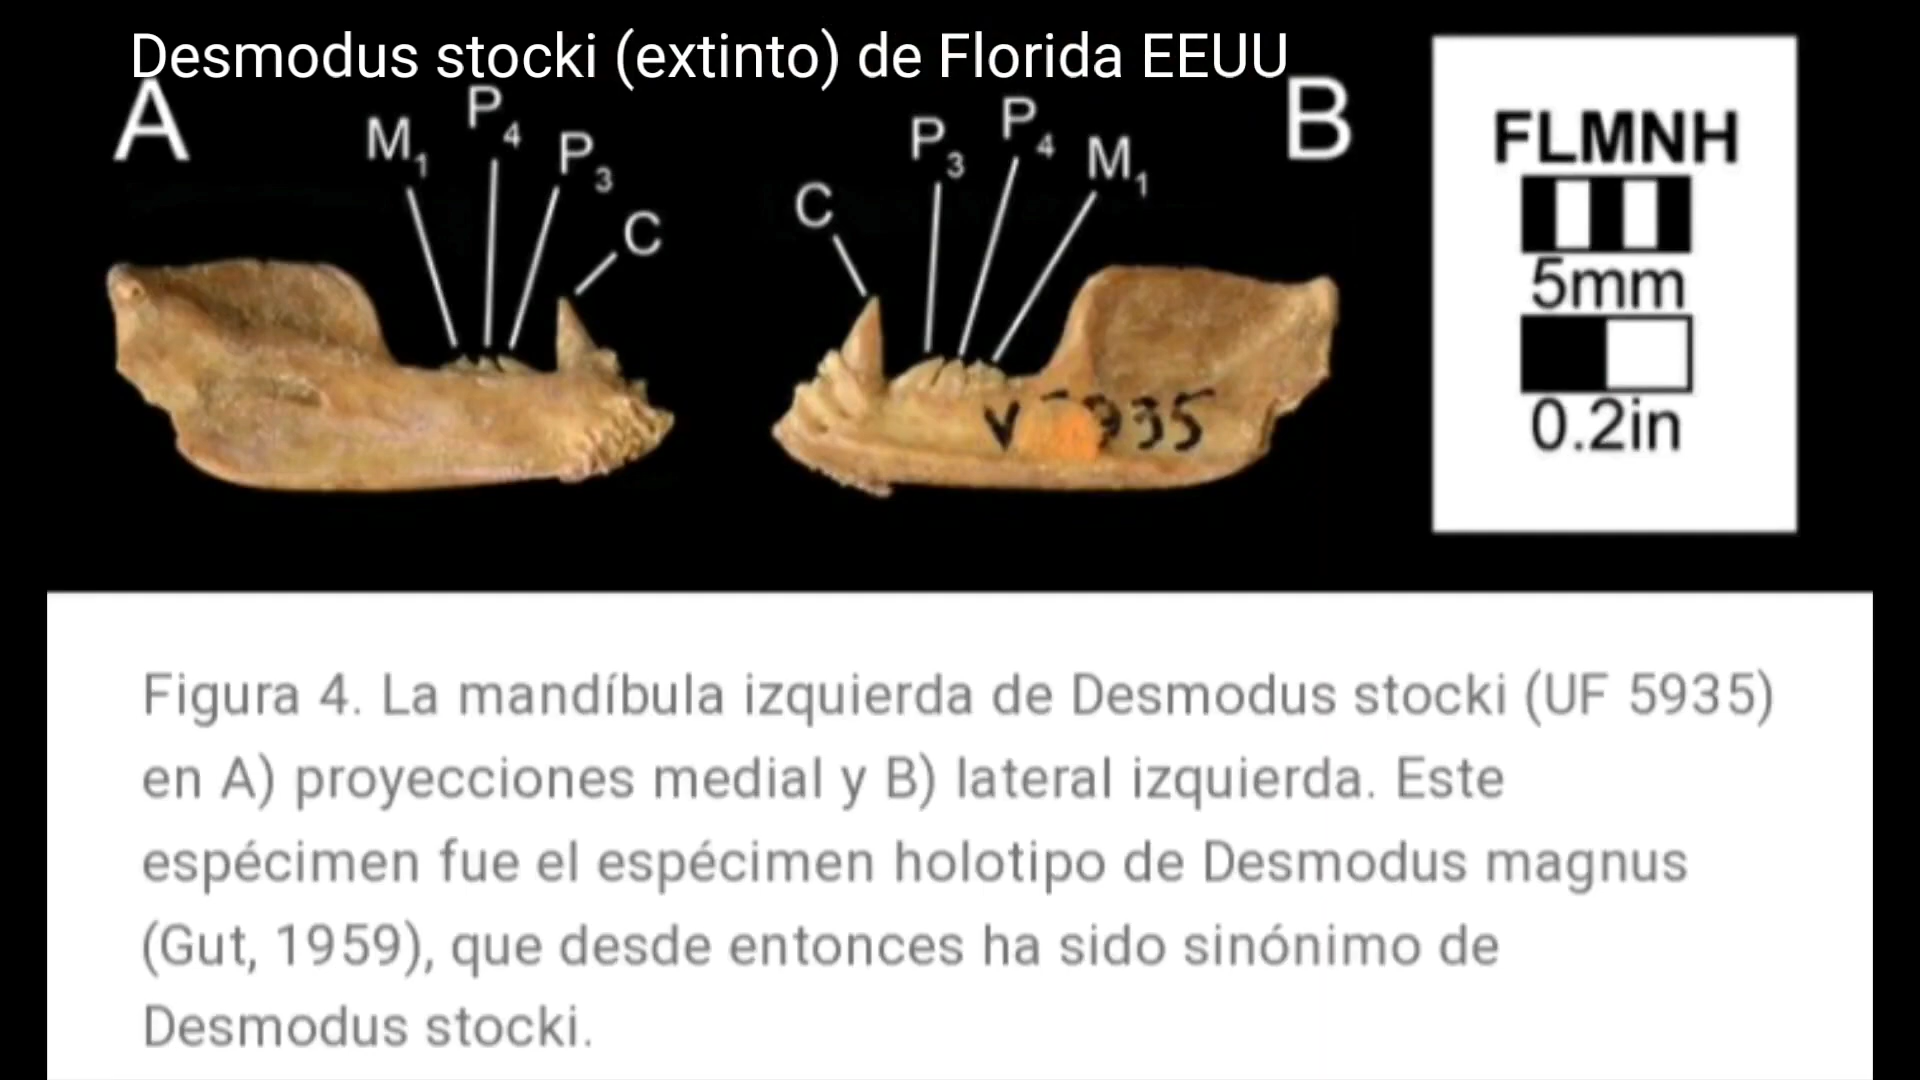 Desmodus stocki (extinto) de Florida EEUU
A
M1
P4
P3
C
C
P3
P4
M1
B
V 5935
FLMNH
5mm
0.2in
Figura 4. La mandíbula izquierda de Desmodus stocki (UF 5935)
en A) proyecciones medial y B) lateral izquierda. Este
espécimen fue el espécimen holotipo de Desmodus magnus
(Gut, 1959), que desde entonces ha sido sinónimo de
Desmodus stocki.